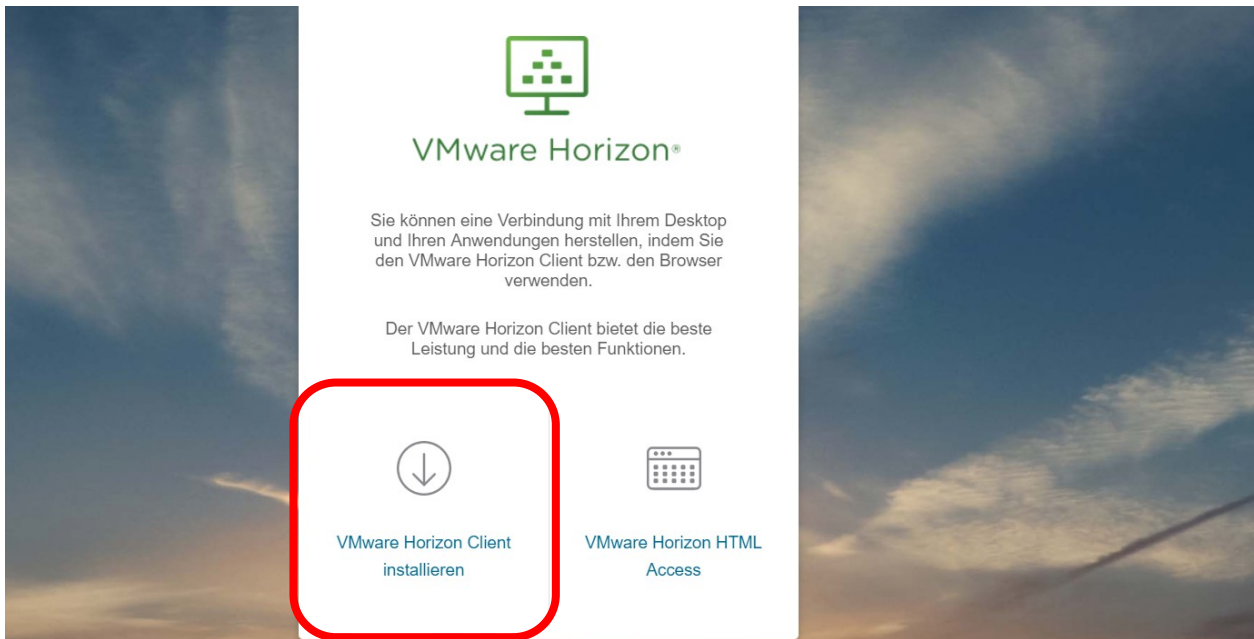 VMware Horizon®
Sie können eine Verbindung mit Ihrem Desktop
und Ihren Anwendungen herstellen, indem Sie
den VMware Horizon Client bzw. den Browser
verwenden.
Der VMware Horizon Client bietet die beste
Leistung und die besten Funktionen.
VMware Horizon Client
installieren
VMware Horizon HTML
Access